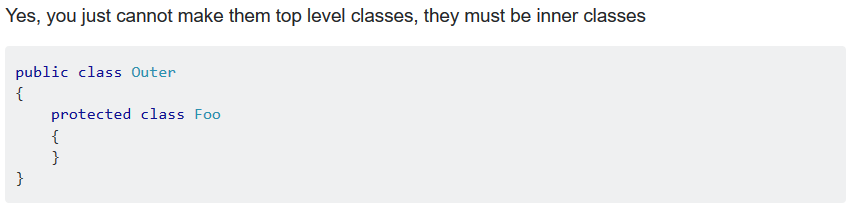 Yes, you just cannot make them top level classes, they must be inner classes
public class Outer
{
    protected class Foo
    {
    }
}